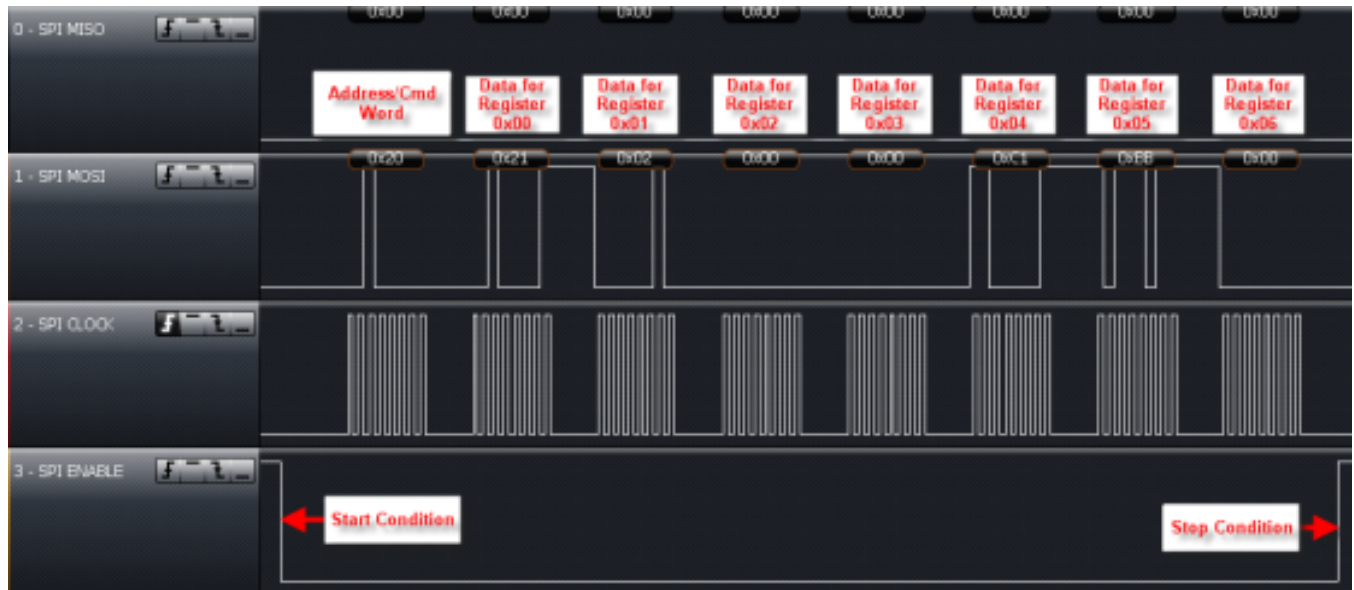 0x00 0x00 0x00 0x00 0x00 0x00 0x00 0x00
0 - SPI MISO
Address/Cmd
Word
Data for
Register
0x00
Data for
Register
0x01
Data for
Register
0x02
Data for
Register
0x03
Data for
Register
0x04
Data for
Register
0x05
Data for
Register
0x06
0x20 0x21 0x02 0x00 0x00 0xC1 0xBB 0x00
1 - SPI MOSI
2 - SPI CLOCK
3 - SPI ENABLE
Start Condition
Stop Condition